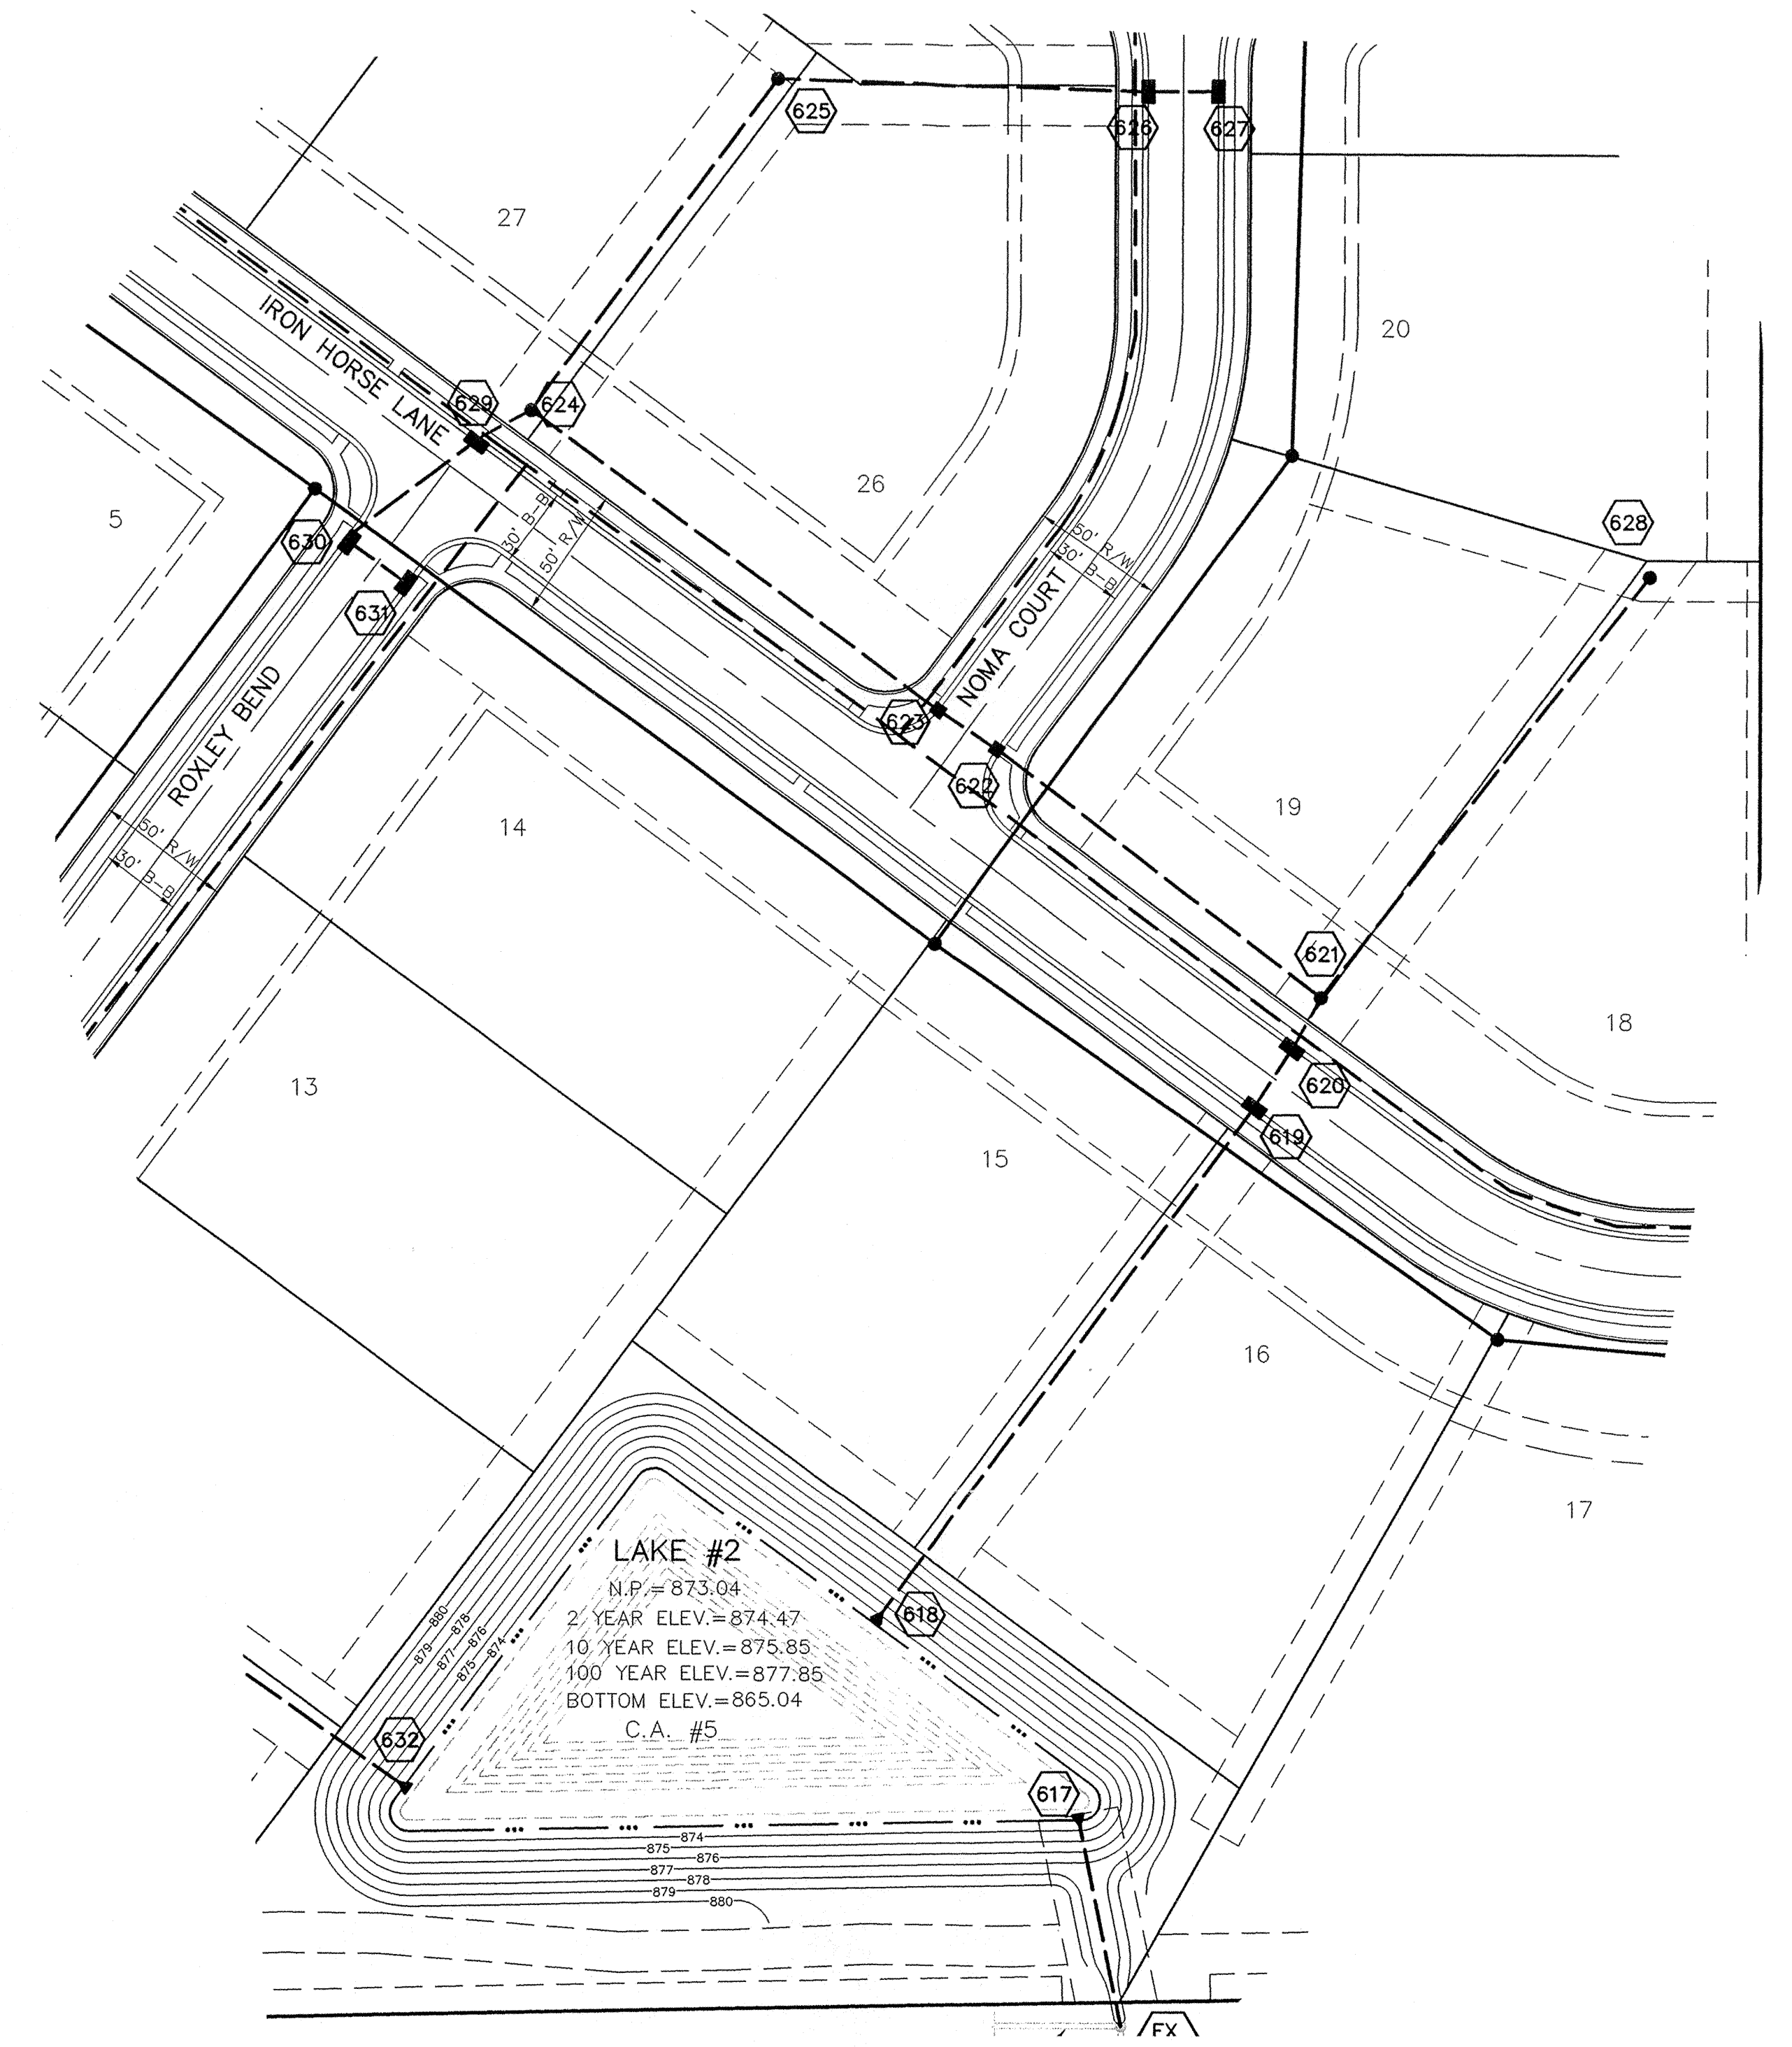 625
626
627
27
20
IRON HORSE LANE
629
624
26
628
5
630
30' B-B
50' R/W
50' R/W
30' B-B
631
NOMA COURT
ROXLEY BEND
623
622
19
14
50' R/W
30' B-B
621
18
13
620
619
15
16
17
LAKE #2
N.P.=873.04
2 YEAR ELEV.=874.47
10 YEAR ELEV.=875.85
100 YEAR ELEV.=877.85
BOTTOM ELEV.=865.04
C.A. #5
618
880
879
878
877
876
875
874
632
617
874
875
876
877
878
879
880
EX